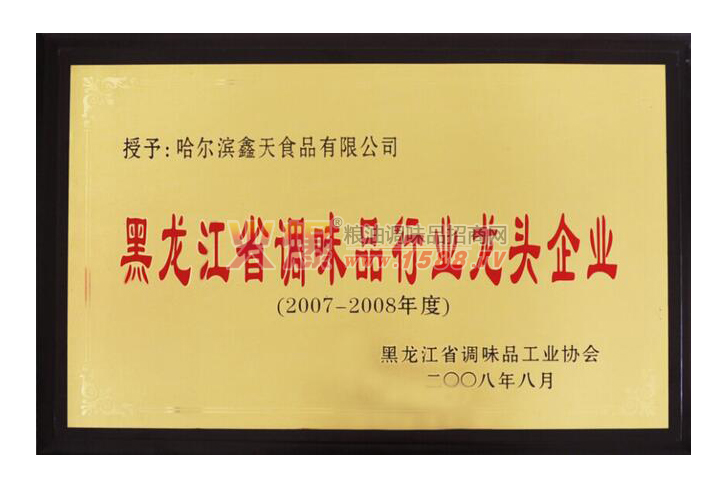 授予:哈尔滨鑫天食品有限公司
黑龙江省调味品行业龙头企业
粮油调味品招商网
www.1588.TV
(2007-2008年度)
黑龙江省调味品工业协会
二〇〇八年八月